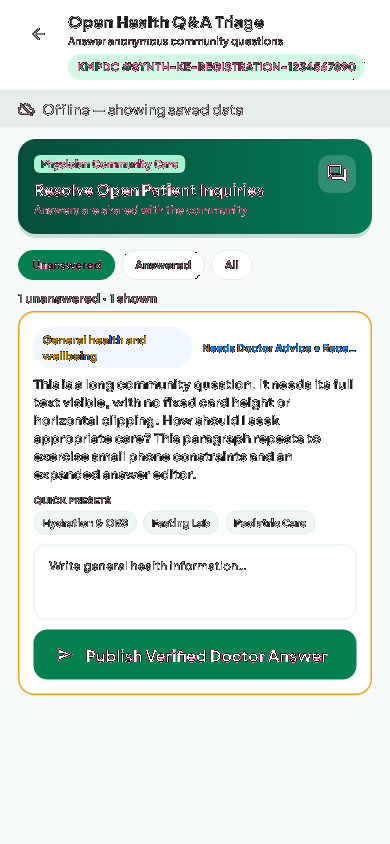 Open Health Q&A Triage
Answer anonymous community questions
KMPDC #SYNTH-KE-REGISTRATION-1234567890
Offline — showing saved data
Physician Community Care
Resolve Open Patient Inquiries
Answers are shared with the community
Unanswered
Answered
All
1 unanswered · 1 shown
General health and
wellbeing
Needs Doctor Advice •
This is a long community question. It needs its full
text visible, with no fixed card height or
horizontal clipping. How should I seek
appropriate care? This paragraph repeats to
exercise small phone constraints and an
expanded answer editor.
QUICK PRESETS
Hydration & ORS
Fasting Lab
Pediatric Care
Write general health information...
Publish Verified Doctor Answer